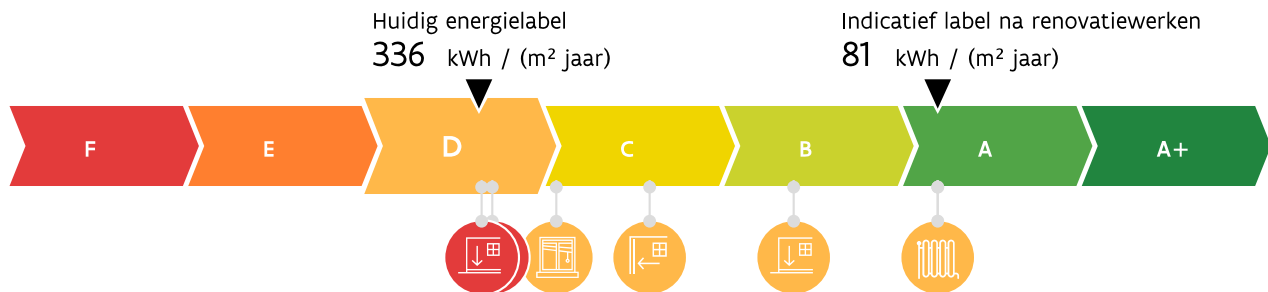 Huidig energielabel
336 kWh / (m² jaar)
Indicatief label na renovatiewerken
81 kWh / (m² jaar)
F E D C B A A+